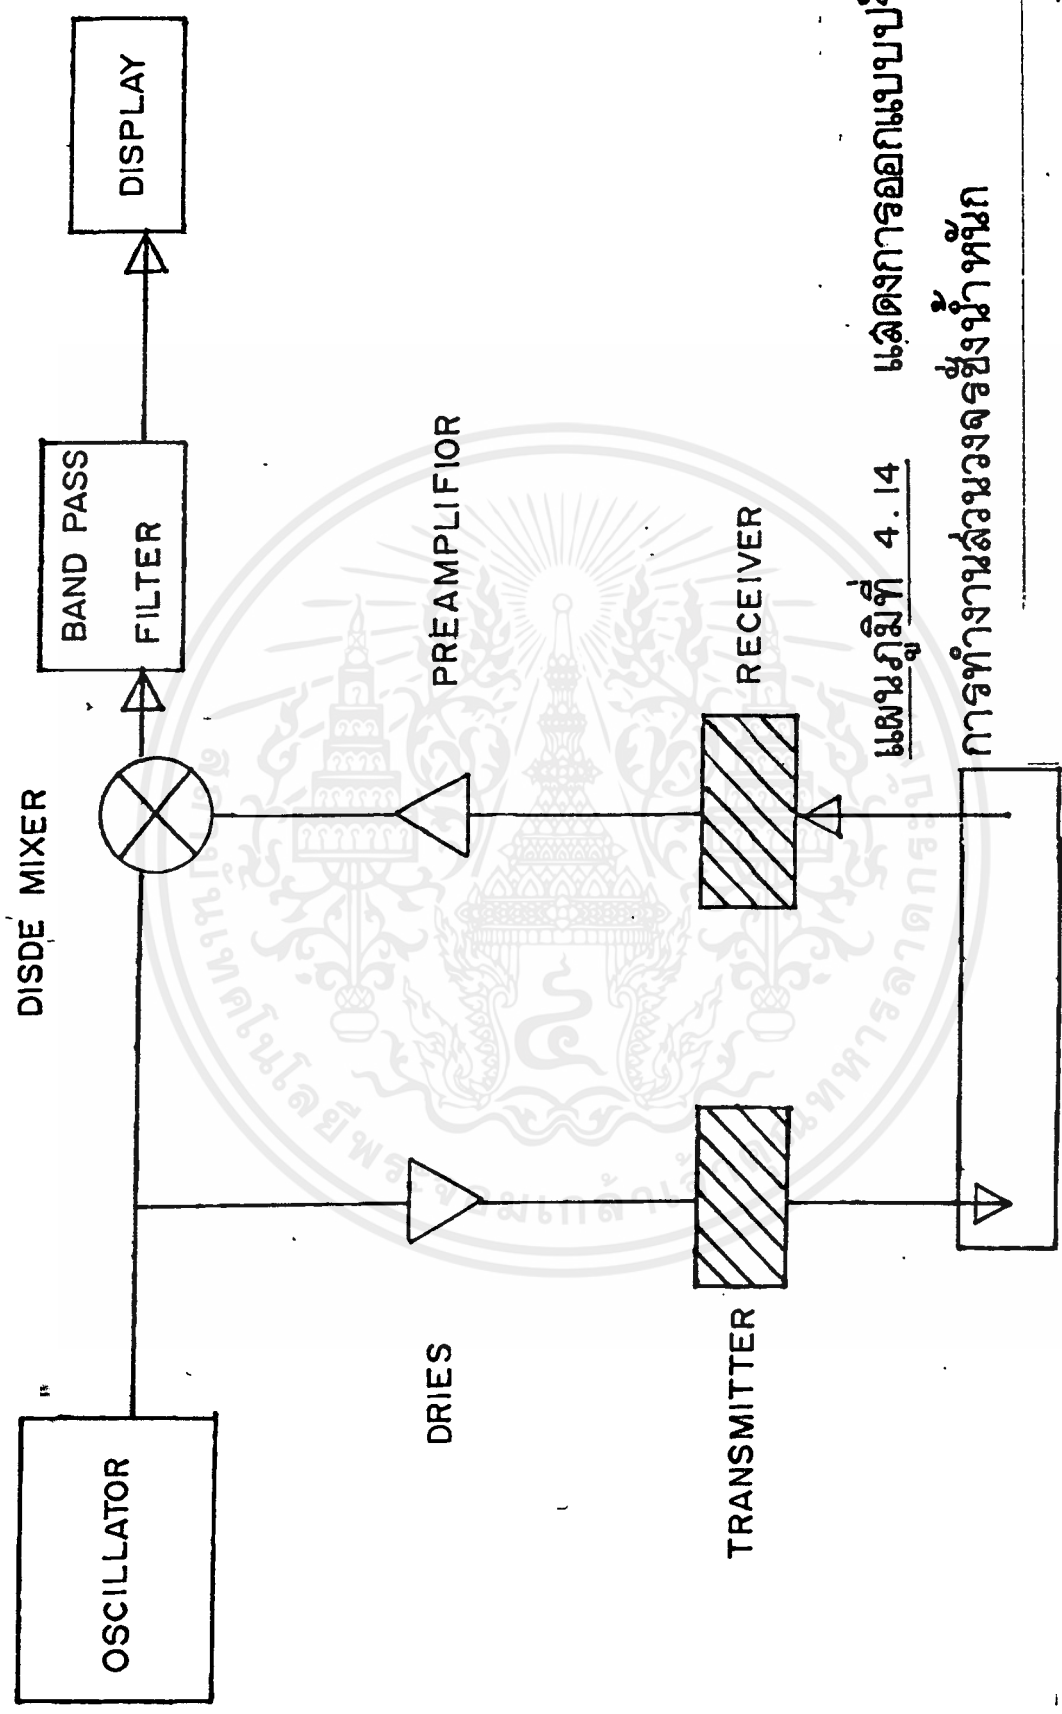 DISDE MIXER
OSCILLATOR
BAND PASS
FILTER
DISPLAY
DRIES
PREAMPLIFIOR
TRANSMITTER
RECEIVER
แผนภูมิที่ 4.14 แสดงการออกแบบ
การทำงานส่วนวงจรชั่งน้ำหนัก